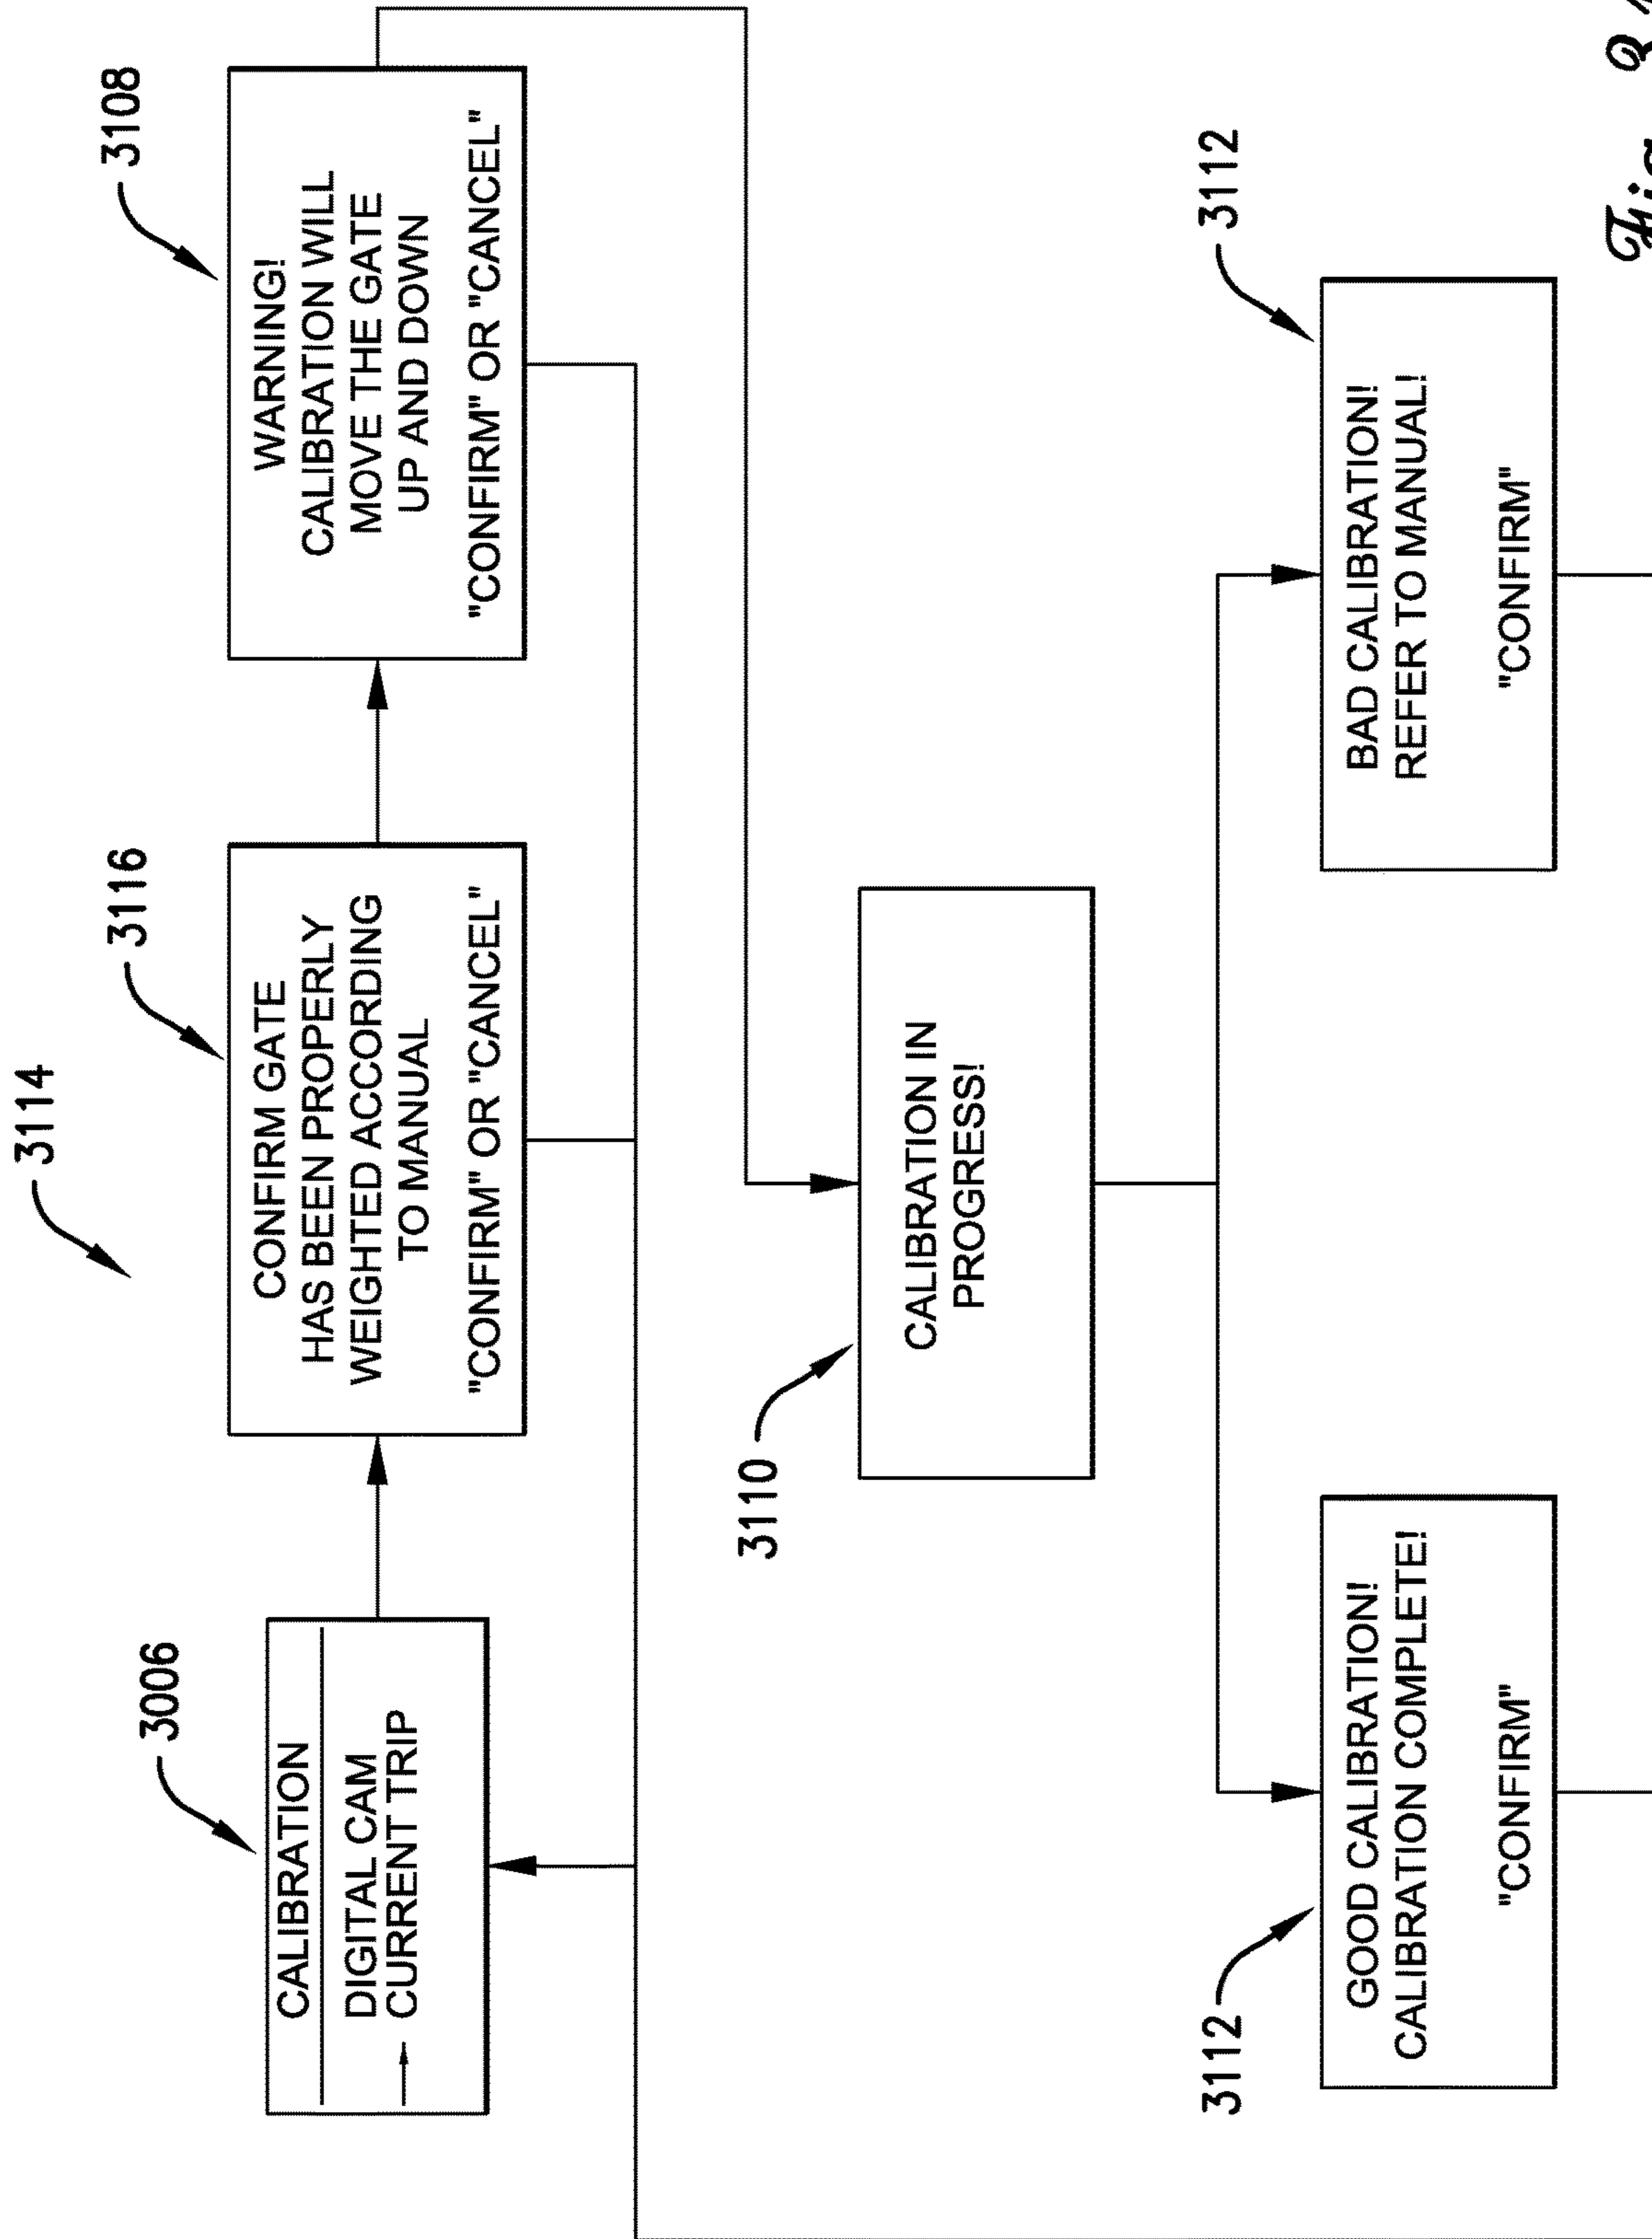 3114
3006
CALIBRATION
DIGITAL CAM
CURRENT TRIP
3116
CONFIRM GATE
HAS BEEN PROPERLY
WEIGHTED ACCORDING
TO MANUAL
"CONFIRM" OR "CANCEL"
3108
WARNING!
CALIBRATION WILL
MOVE THE GATE
UP AND DOWN
"CONFIRM" OR "CANCEL"
3110
CALIBRATION IN
PROGRESS!
3112
GOOD CALIBRATION!
CALIBRATION COMPLETE!
"CONFIRM"
3112
BAD CALIBRATION!
REFER TO MANUAL!
"CONFIRM"
Fig.